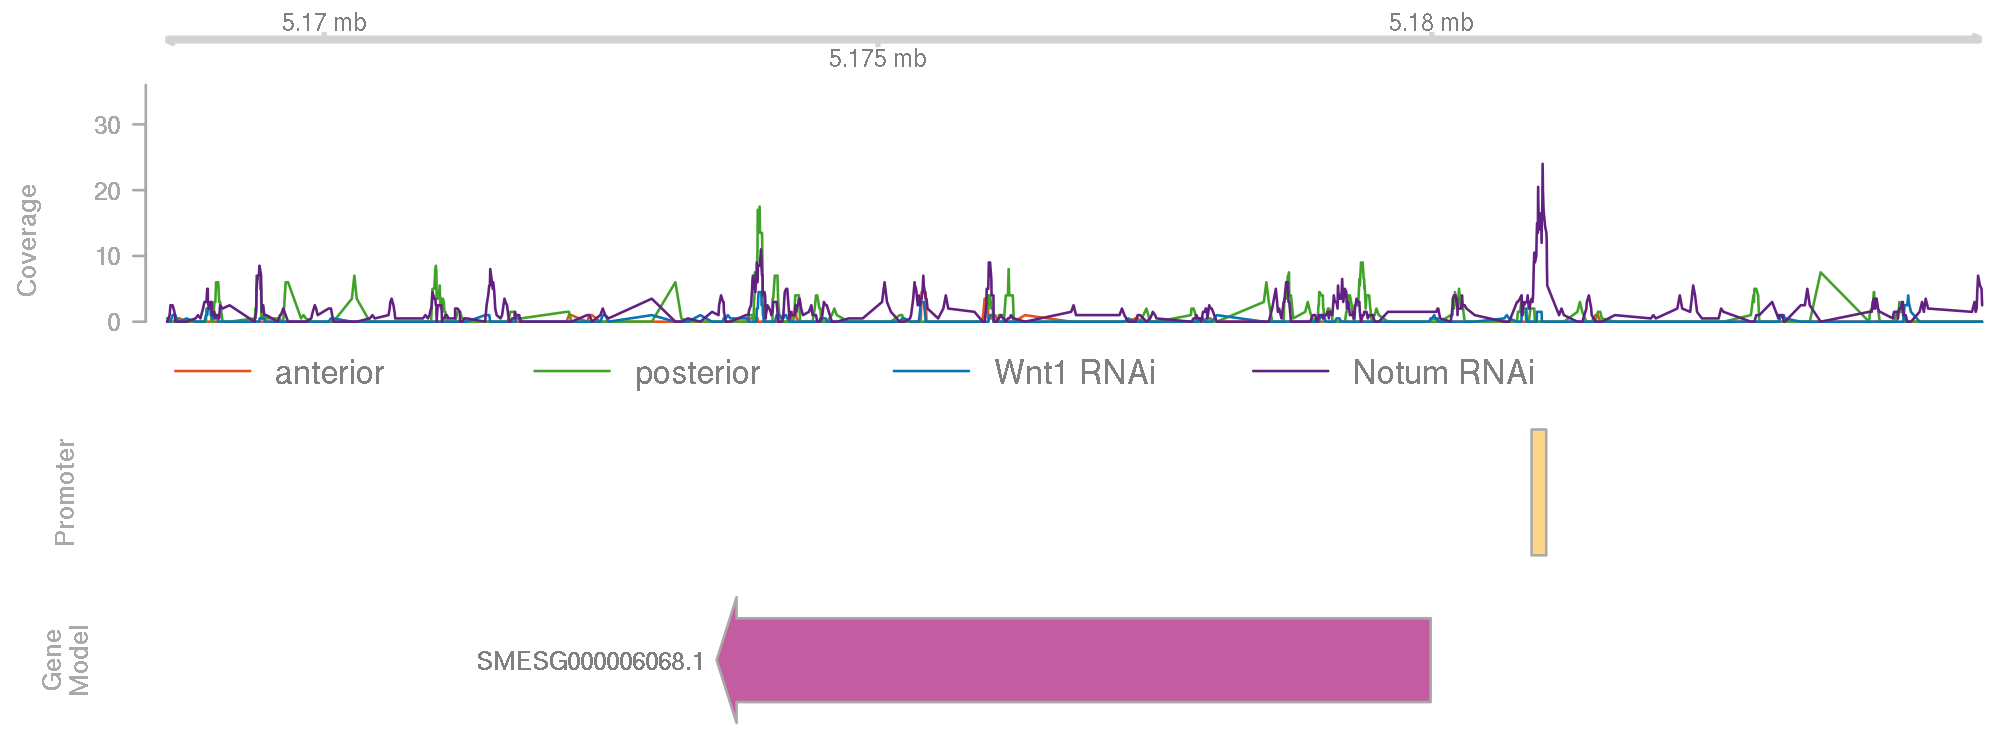 5.17 mb
5.18 mb
5.175 mb
30
20
10
0
Coverage
anterior posterior Wnt1 RNAi Notum RNAi
Promoter
SMESG000006068.1
Gene
Model